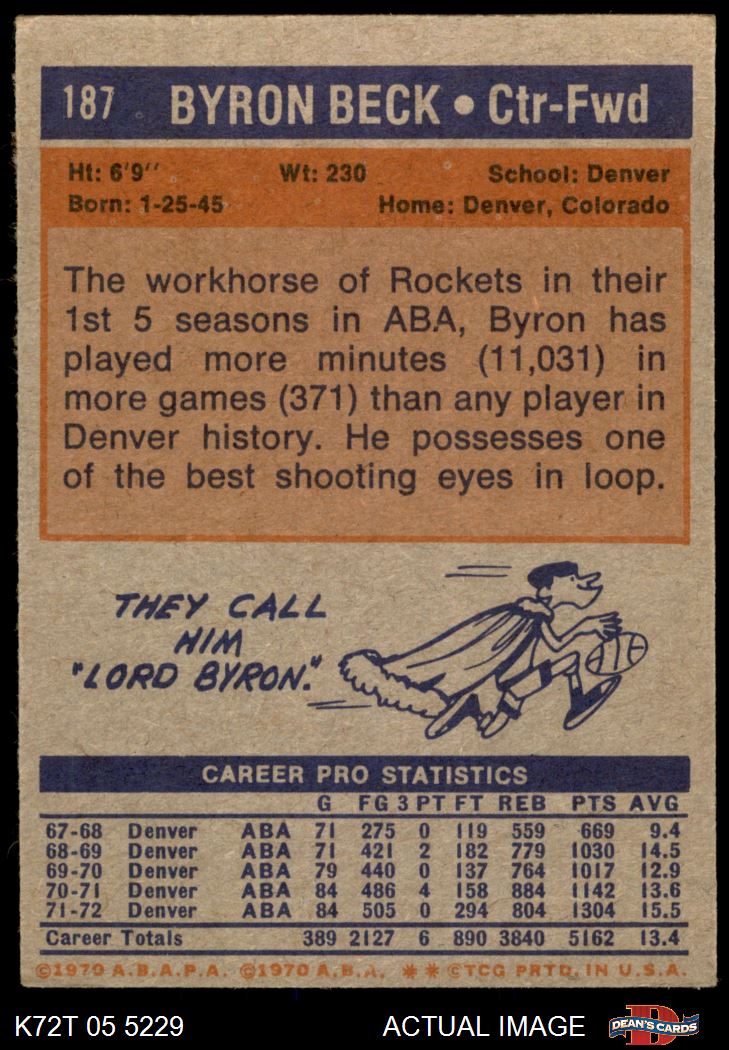 187 BYRON BECK • Ctr-Fwd
Ht: 6'9'' Wt: 230 School: Denver
Born: 1-25-45 Home: Denver, Colorado
The workhorse of Rockets in their
1st 5 seasons in ABA, Byron has
played more minutes (11,031) in
more games (371) than any player in
Denver history. He possesses one
of the best shooting eyes in loop.
THEY CALL
HIM
"LORD BYRON."
CAREER PRO STATISTICS
G FG 3 PT FT REB PTS AVG
67-68 Denver ABA 71 275 0 119 559 669 9.4
68-69 Denver ABA 71 421 2 182 779 1030 14.5
69-70 Denver ABA 79 440 0 137 764 1017 12.9
70-71 Denver ABA 84 486 4 158 884 1142 13.6
71-72 Denver ABA 84 505 0 294 804 1304 15.5
Career Totals 389 2127 6 890 3840 5162 13.4
©1970 A.B.A.P.A. ©1970 A.B.A. ** ©TCG PRTD. IN U.S.A.
K72T 05 5229 ACTUAL IMAGE DEAN'S CARDS